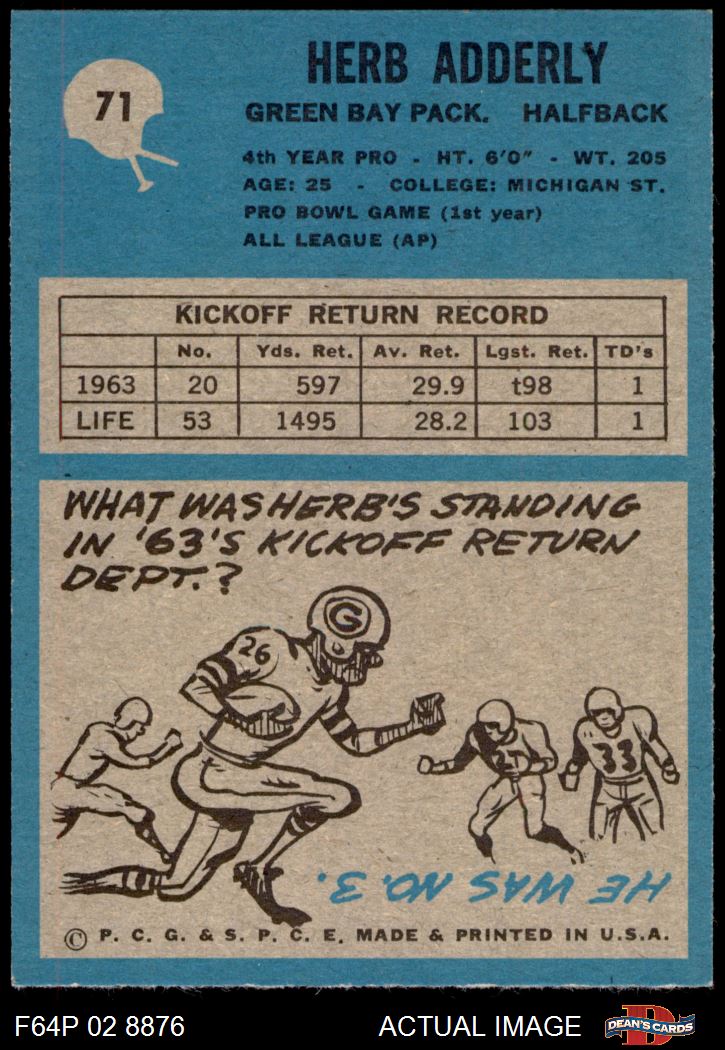 71
HERB ADDERLY
GREEN BAY PACK. HALFBACK
4th YEAR PRO - HT. 6'0" - WT. 205
AGE: 25 - COLLEGE: MICHIGAN ST.
PRO BOWL GAME (1st year)
ALL LEAGUE (AP)
KICKOFF RETURN RECORD
No. Yds. Ret. Av. Ret. Lgst. Ret. TD's
1963 20 597 29.9 t98 1
LIFE 53 1495 28.2 103 1
WHAT WAS HERB'S STANDING
IN '63'S KICKOFF RETURN
DEPT.?
G
26
21
33
HE WAS NO. 3.
© P. C. G. & S. P. C. E. MADE & PRINTED IN U.S.A.
F64P 02 8876 ACTUAL IMAGE
D
DEAN'S CARDS